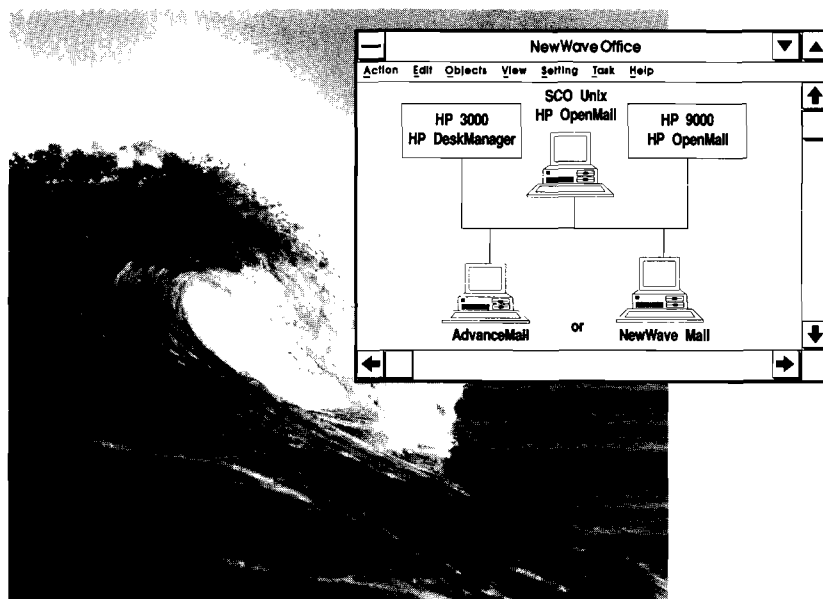 NewWave Office
Action Edit Objects View Setting Task Help
SCO Unix
HP OpenMail
HP 3000
HP DeskManager
HP 9000
HP OpenMail
AdvanceMail or NewWave Mail